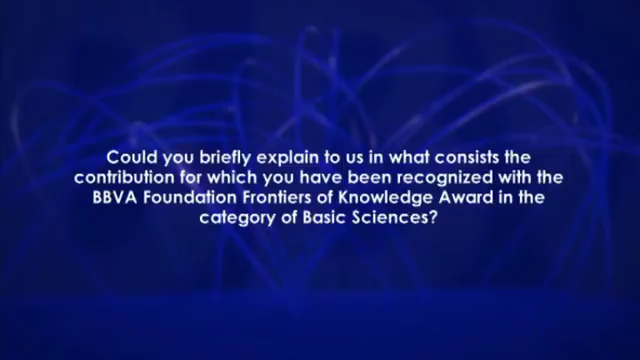 Could you briefly explain to us in what consists the
contribution for which you have been recognized with the
BBVA Foundation Frontiers of Knowledge Award in the
category of Basic Sciences?